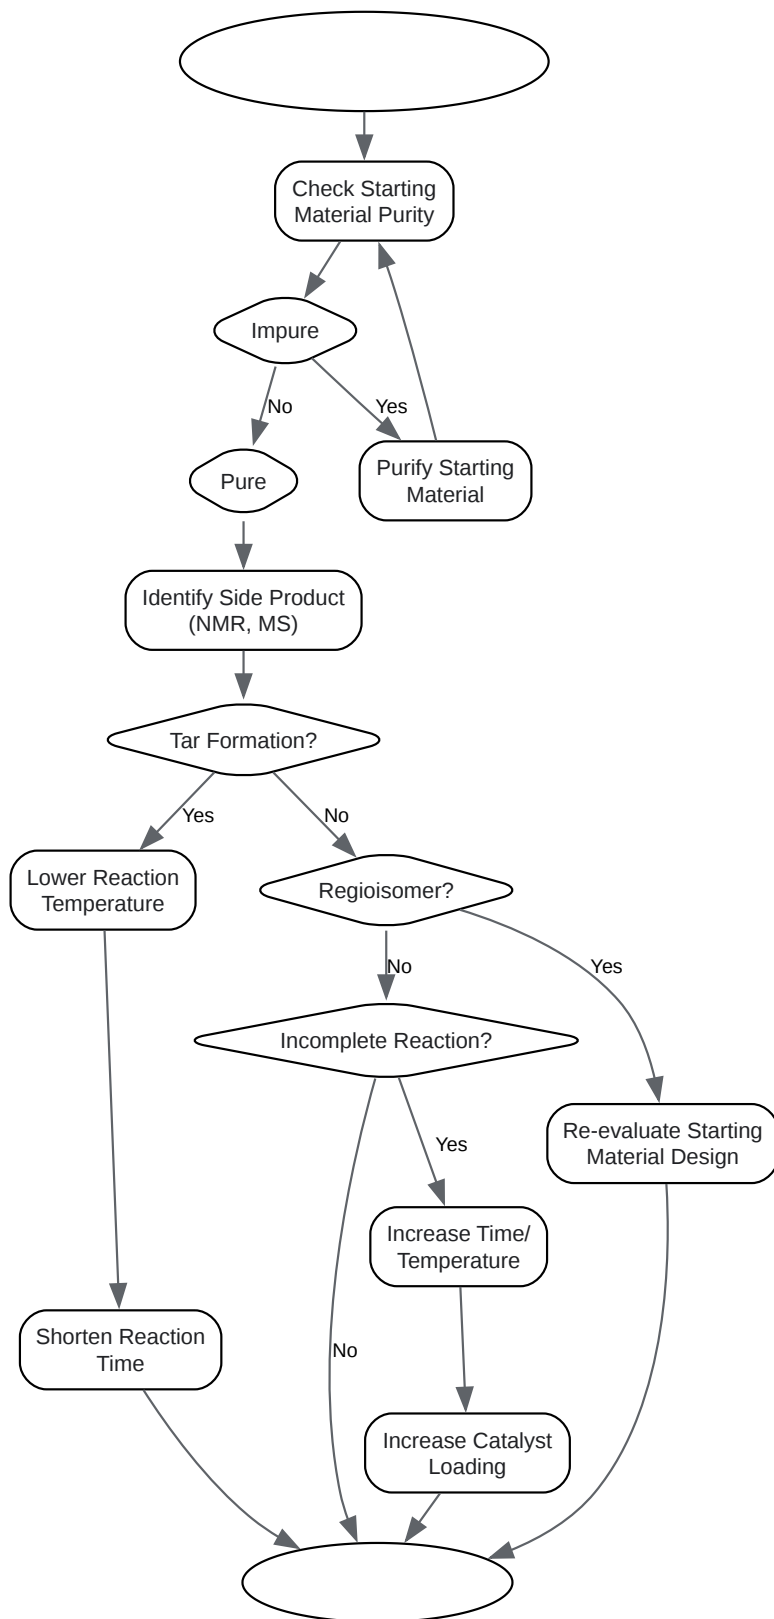 Check Starting
Material Purity
Impure
No
Yes
Pure
Purify Starting
Material
Identify Side Product
(NMR, MS)
Tar Formation?
Yes
No
Lower Reaction
Temperature
Regioisomer?
No
Yes
Incomplete Reaction?
Re-evaluate Starting
Material Design
Yes
Increase Time/
Temperature
Shorten Reaction
Time
No
Increase Catalyst
Loading